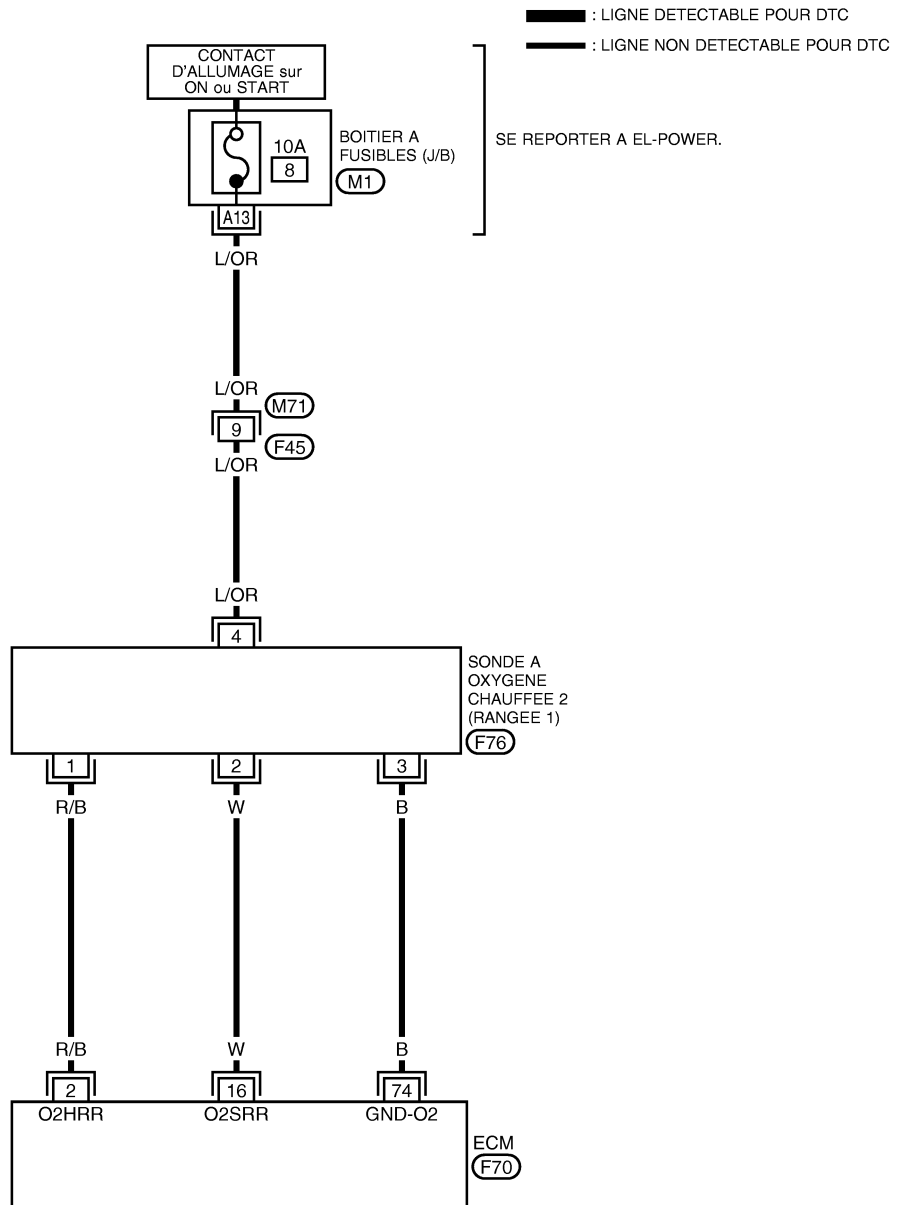 : LIGNE DETECTABLE POUR DTC
: LIGNE NON DETECTABLE POUR DTC
CONTACT
D'ALLUMAGE sur
ON ou START
10A
8
BOITIER A
FUSIBLES (J/B)
M1
SE REPORTER A EL-POWER.
A13
L/OR
L/OR
M71
9
F45
L/OR
L/OR
4
SONDE A
OXYGENE
CHAUFFEE 2
(RANGEE 1)
F76
1 2 3
R/B W B
R/B W B
2 16 74
O2HRR O2SRR GND-O2
ECM
F70